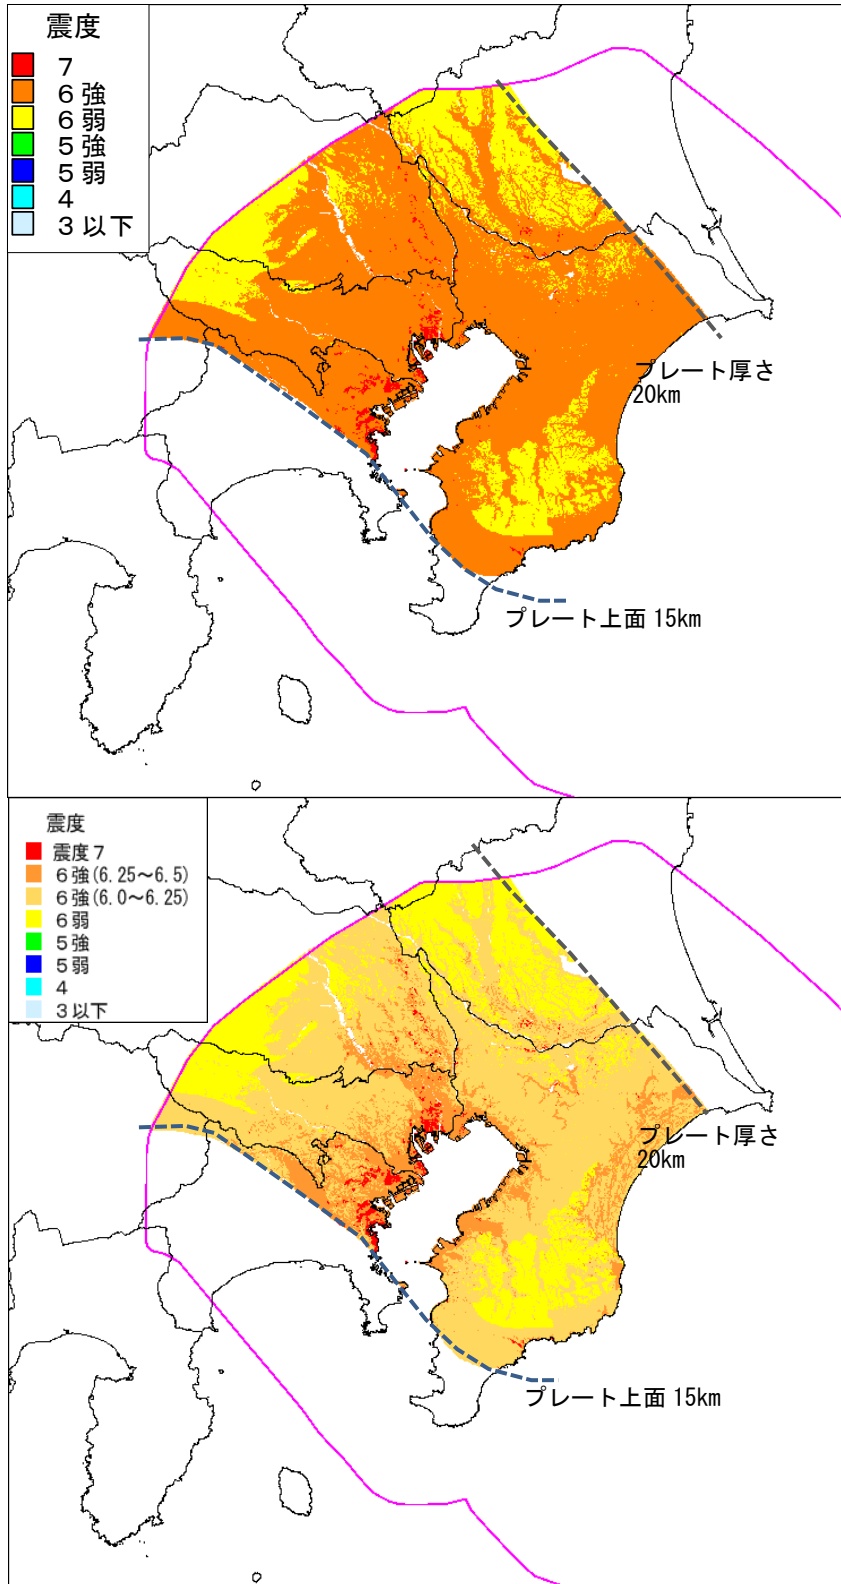 震度
7
6強
6弱
5強
5弱
4
3以下
プレート厚さ
20km
プレート上面 15km
震度
震度7
6強(6.25～6.5)
6強(6.0～6.25)
6弱
5強
5弱
4
3以下
プレート厚さ
20km
プレート上面 15km